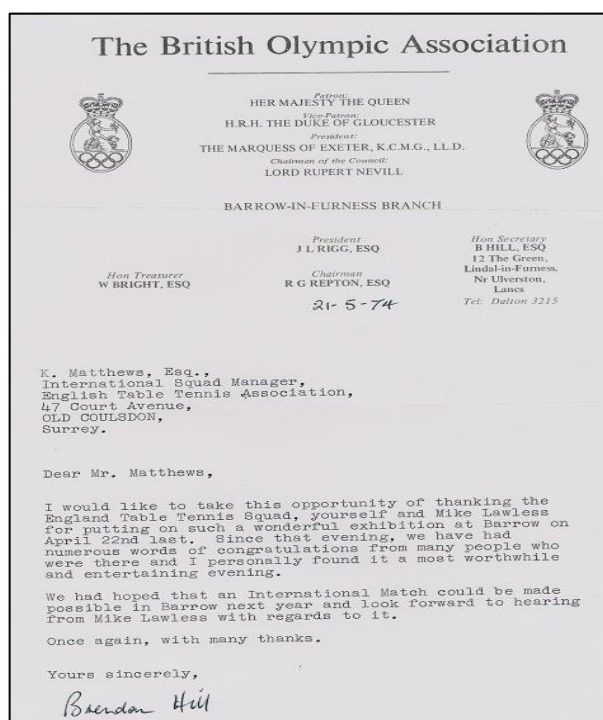 The British Olympic Association
Patron:
HER MAJESTY THE QUEEN
Vice-Patron:
H.R.H. THE DUKE OF GLOUCESTER
President:
THE MARQUESS OF EXETER, K.C.M.G., LL.D.
Chairman of the Council:
LORD RUPERT NEVILL
BARROW-IN-FURNESS BRANCH
Hon Treasurer
W BRIGHT, ESQ
President
J L RIGG, ESQ
Chairman
R G REPTON, ESQ
21-5-74
Hon Secretary
B HILL, ESQ
12 The Green,
Lindal-in-Furness,
Nr Ulverston,
Lancs
Tel: Dalton 3215
K. Matthews, Esq.,
International Squad Manager,
English Table Tennis Association,
47 Court Avenue,
OLD COULSDON,
Surrey.
Dear Mr. Matthews,
I would like to take this opportunity of thanking the
England Table Tennis Squad, yourself and Mike Lawless
for putting on such a wonderful exhibition at Barrow on
April 22nd last. Since that evening, we have had
numerous words of congratulations from many people who
were there and I personally found it a most worthwhile
and entertaining evening.
We had hoped that an International Match could be made
possible in Barrow next year and look forward to hearing
from Mike Lawless with regards to it.
Once again, with many thanks.
Yours sincerely,
Brendan Hill